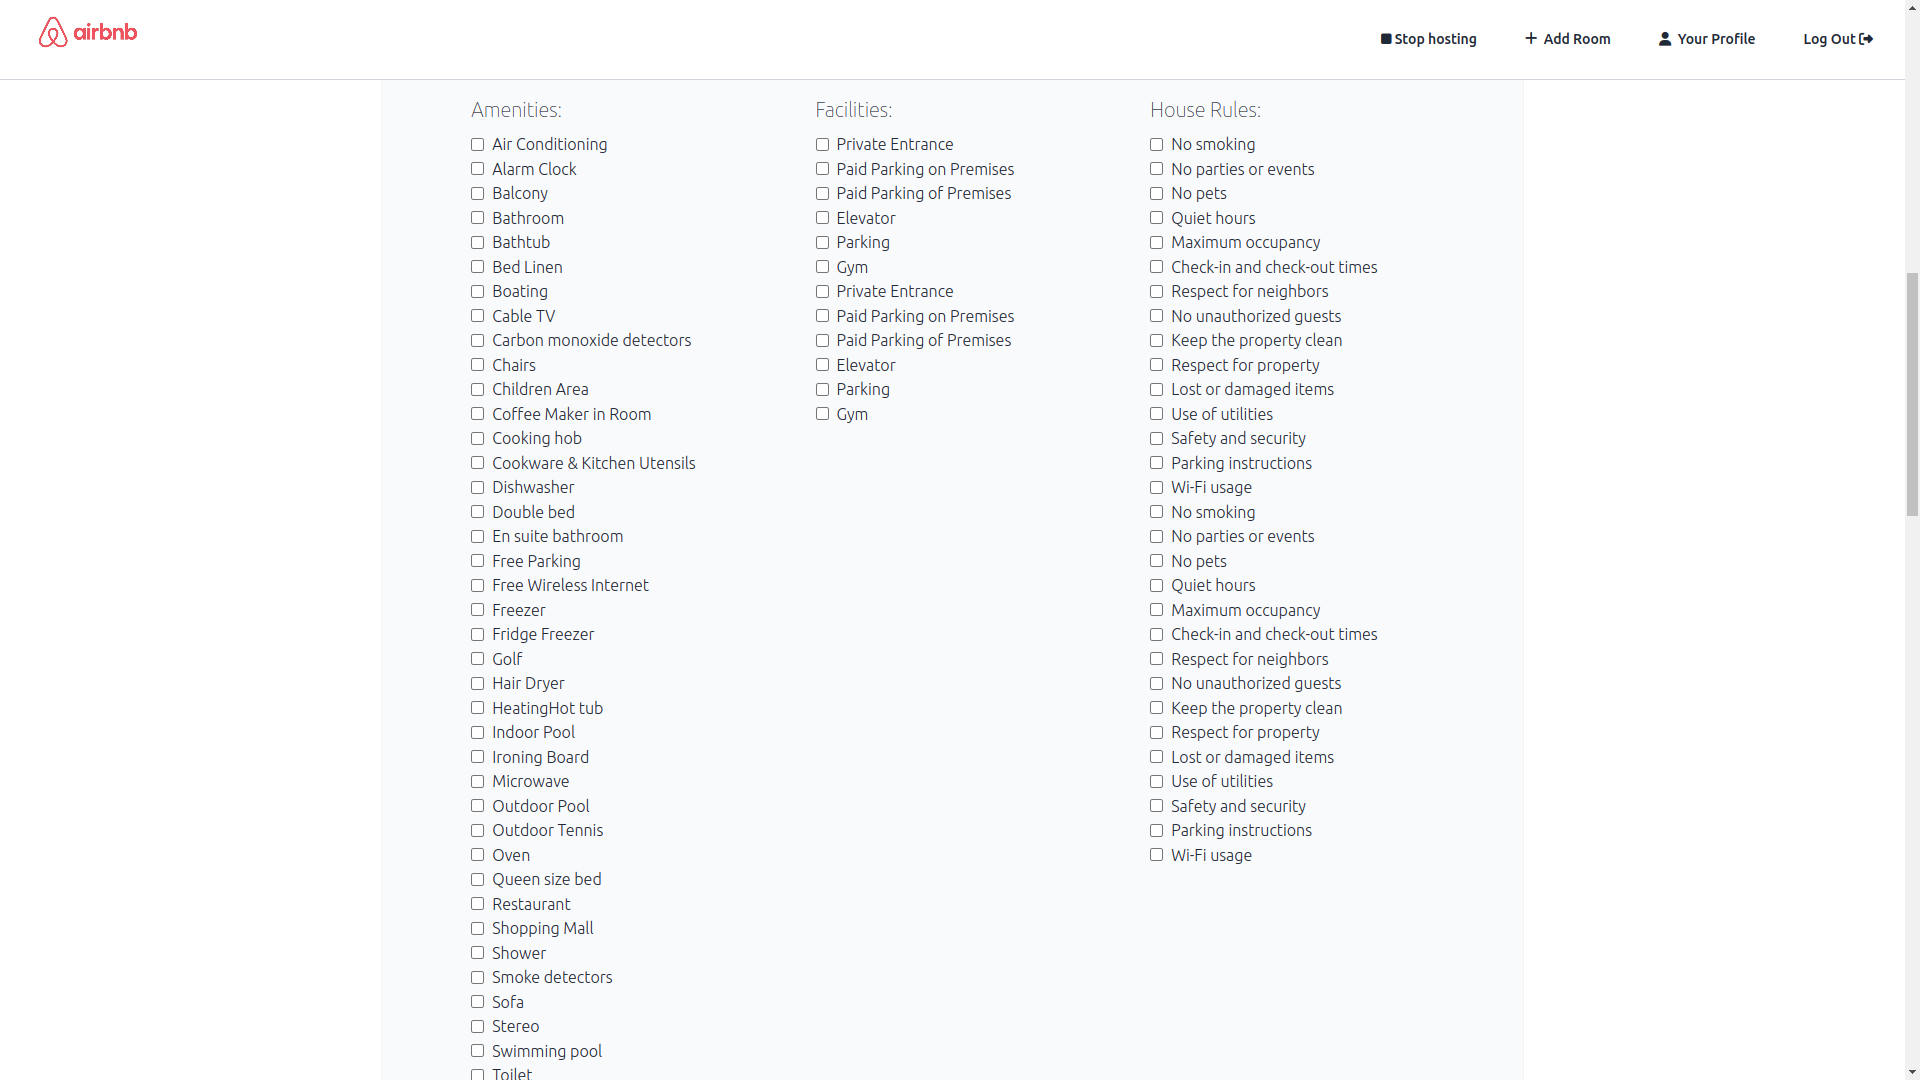 airbnb
Stop hosting
Add Room
Your Profile
Log Out
Amenities:
Air Conditioning
Alarm Clock
Balcony
Bathroom
Bathtub
Bed Linen
Boating
Cable TV
Carbon monoxide detectors
Chairs
Children Area
Coffee Maker in Room
Cooking hob
Cookware & Kitchen Utensils
Dishwasher
Double bed
En suite bathroom
Free Parking
Free Wireless Internet
Freezer
Fridge Freezer
Golf
Hair Dryer
HeatingHot tub
Indoor Pool
Ironing Board
Microwave
Outdoor Pool
Outdoor Tennis
Oven
Queen size bed
Restaurant
Shopping Mall
Shower
Smoke detectors
Sofa
Stereo
Swimming pool
Toilet
Facilities:
Private Entrance
Paid Parking on Premises
Paid Parking of Premises
Elevator
Parking
Gym
Private Entrance
Paid Parking on Premises
Paid Parking of Premises
Elevator
Parking
Gym
House Rules:
No smoking
No parties or events
No pets
Quiet hours
Maximum occupancy
Check-in and check-out times
Respect for neighbors
No unauthorized guests
Keep the property clean
Respect for property
Lost or damaged items
Use of utilities
Safety and security
Parking instructions
Wi-Fi usage
No smoking
No parties or events
No pets
Quiet hours
Maximum occupancy
Check-in and check-out times
Respect for neighbors
No unauthorized guests
Keep the property clean
Respect for property
Lost or damaged items
Use of utilities
Safety and security
Parking instructions
Wi-Fi usage